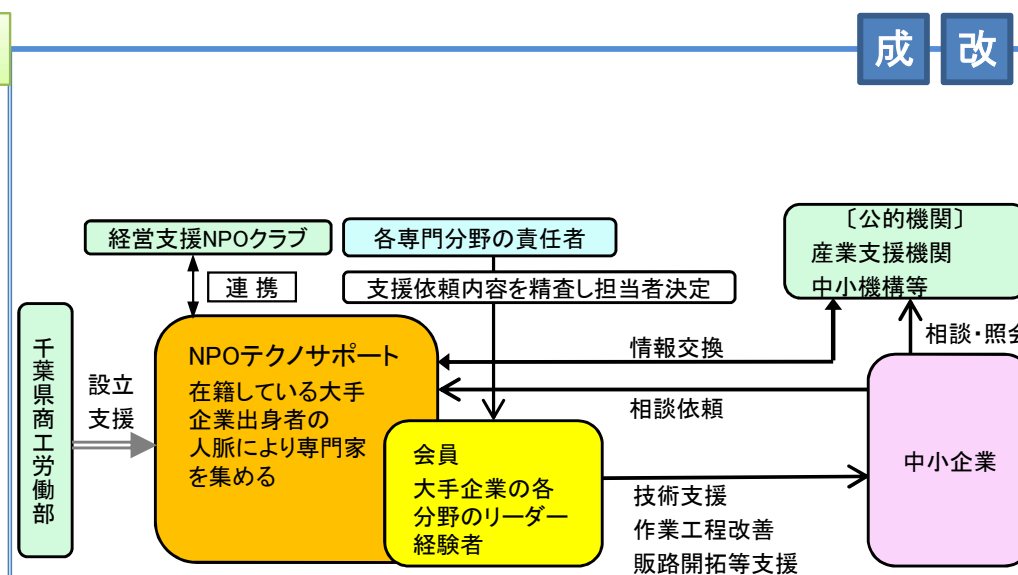 成 改
〔公的機関〕
産業支援機関
中小機構等
経営支援NPOクラブ
各専門分野の責任者
連 携
支援依頼内容を精査し担当者決定
千葉県商工労働部
設立
支援
NPOテクノサポート
在籍している大手
企業出身者の
人脈により専門家
を集める
情報交換
相談・照会
相談依頼
会員
大手企業の各
分野のリーダー
経験者
中小企業
技術支援
作業工程改善
販路開拓等支援